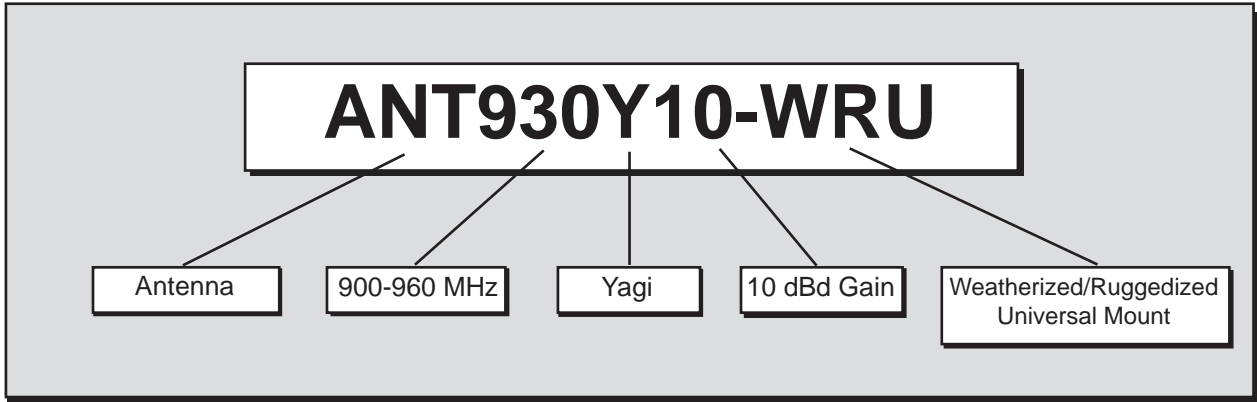 ANT930Y10-WRU
Antenna
900-960 MHz
Yagi
10 dBd Gain
Weatherized/Ruggedized
Universal Mount